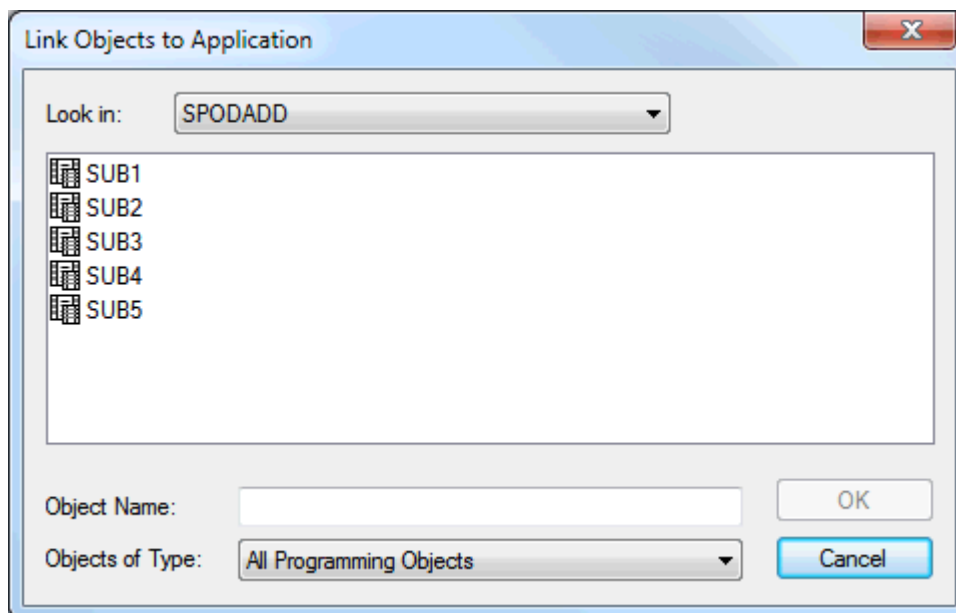 Link Objects to Application
Look in: SPODADD
SUB1
SUB2
SUB3
SUB4
SUB5
Object Name: OK
Objects of Type: All Programming Objects Cancel